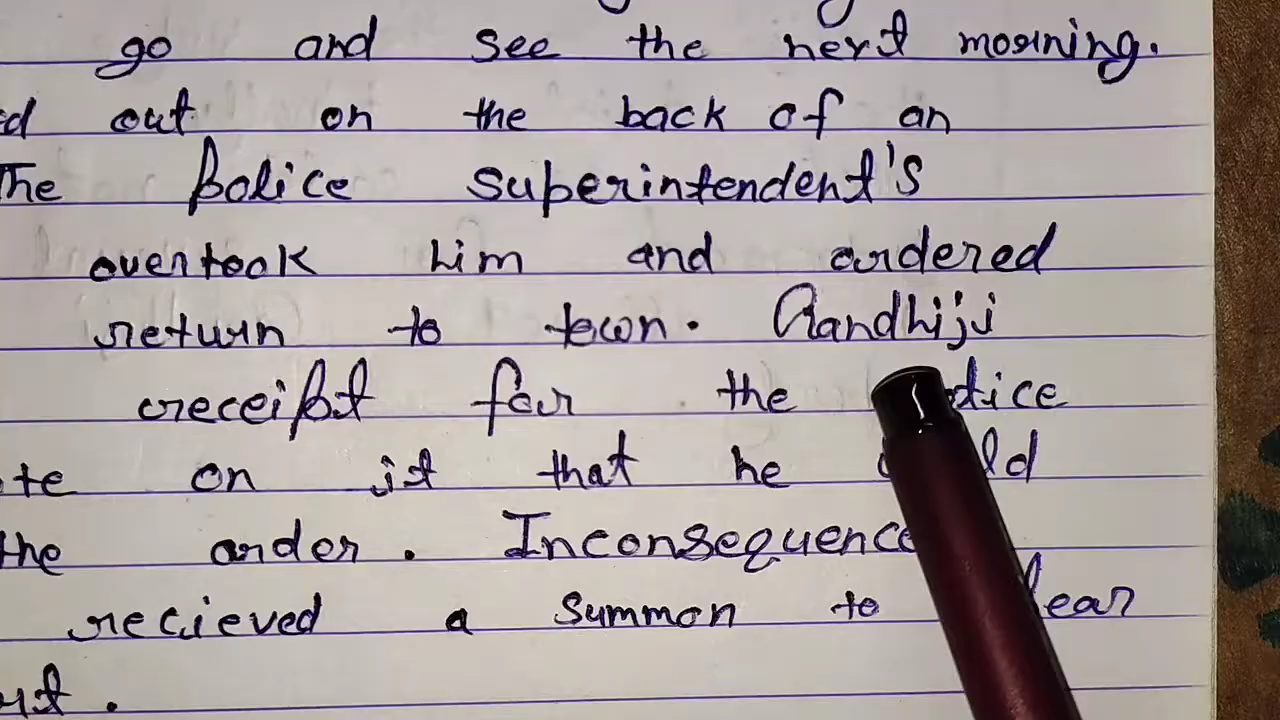 go and see the next morning.
out on the back of an
The police superintendent's
overtook him and ordered
return to town. Gandhiji
receipt for the
on it that he
the order. Inconsequence
recieved a summon to